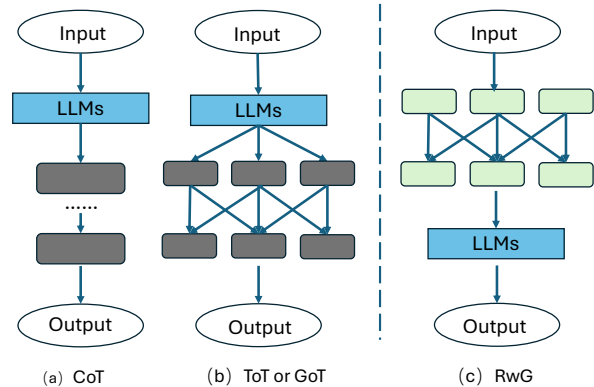 Input
LLMs
......
Output
(a) CoT
Input
LLMs
Output
(b) ToT or GoT
Input
LLMs
Output
(c) RwG